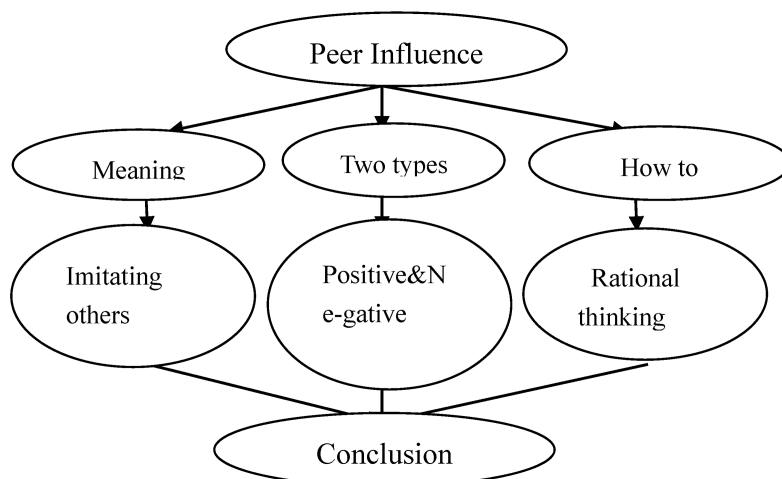 Peer Influence
Meaning
Two types
How to
Imitating
others
Positive&N
e-gative
Rational
thinking
Conclusion